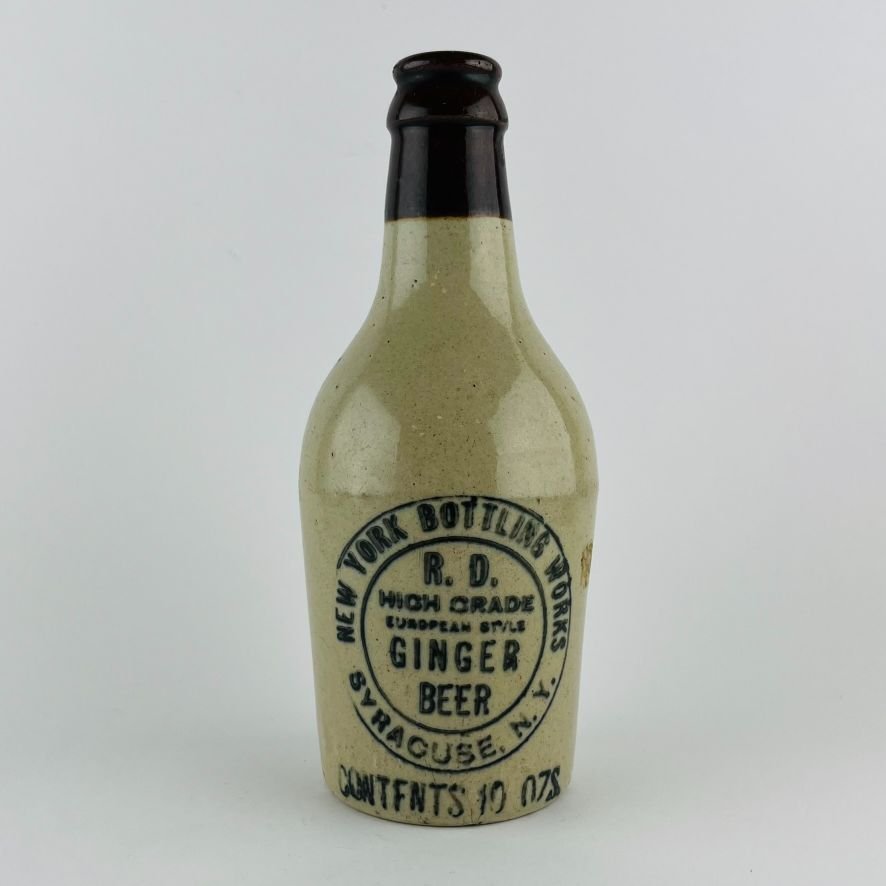 NEW YORK BOTTLING WORKS
R. D.
HIGH GRADE
EUROPEAN STYLE
GINGER
BEER
SYRACUSE, N. Y.
CONTENTS 10 OZS